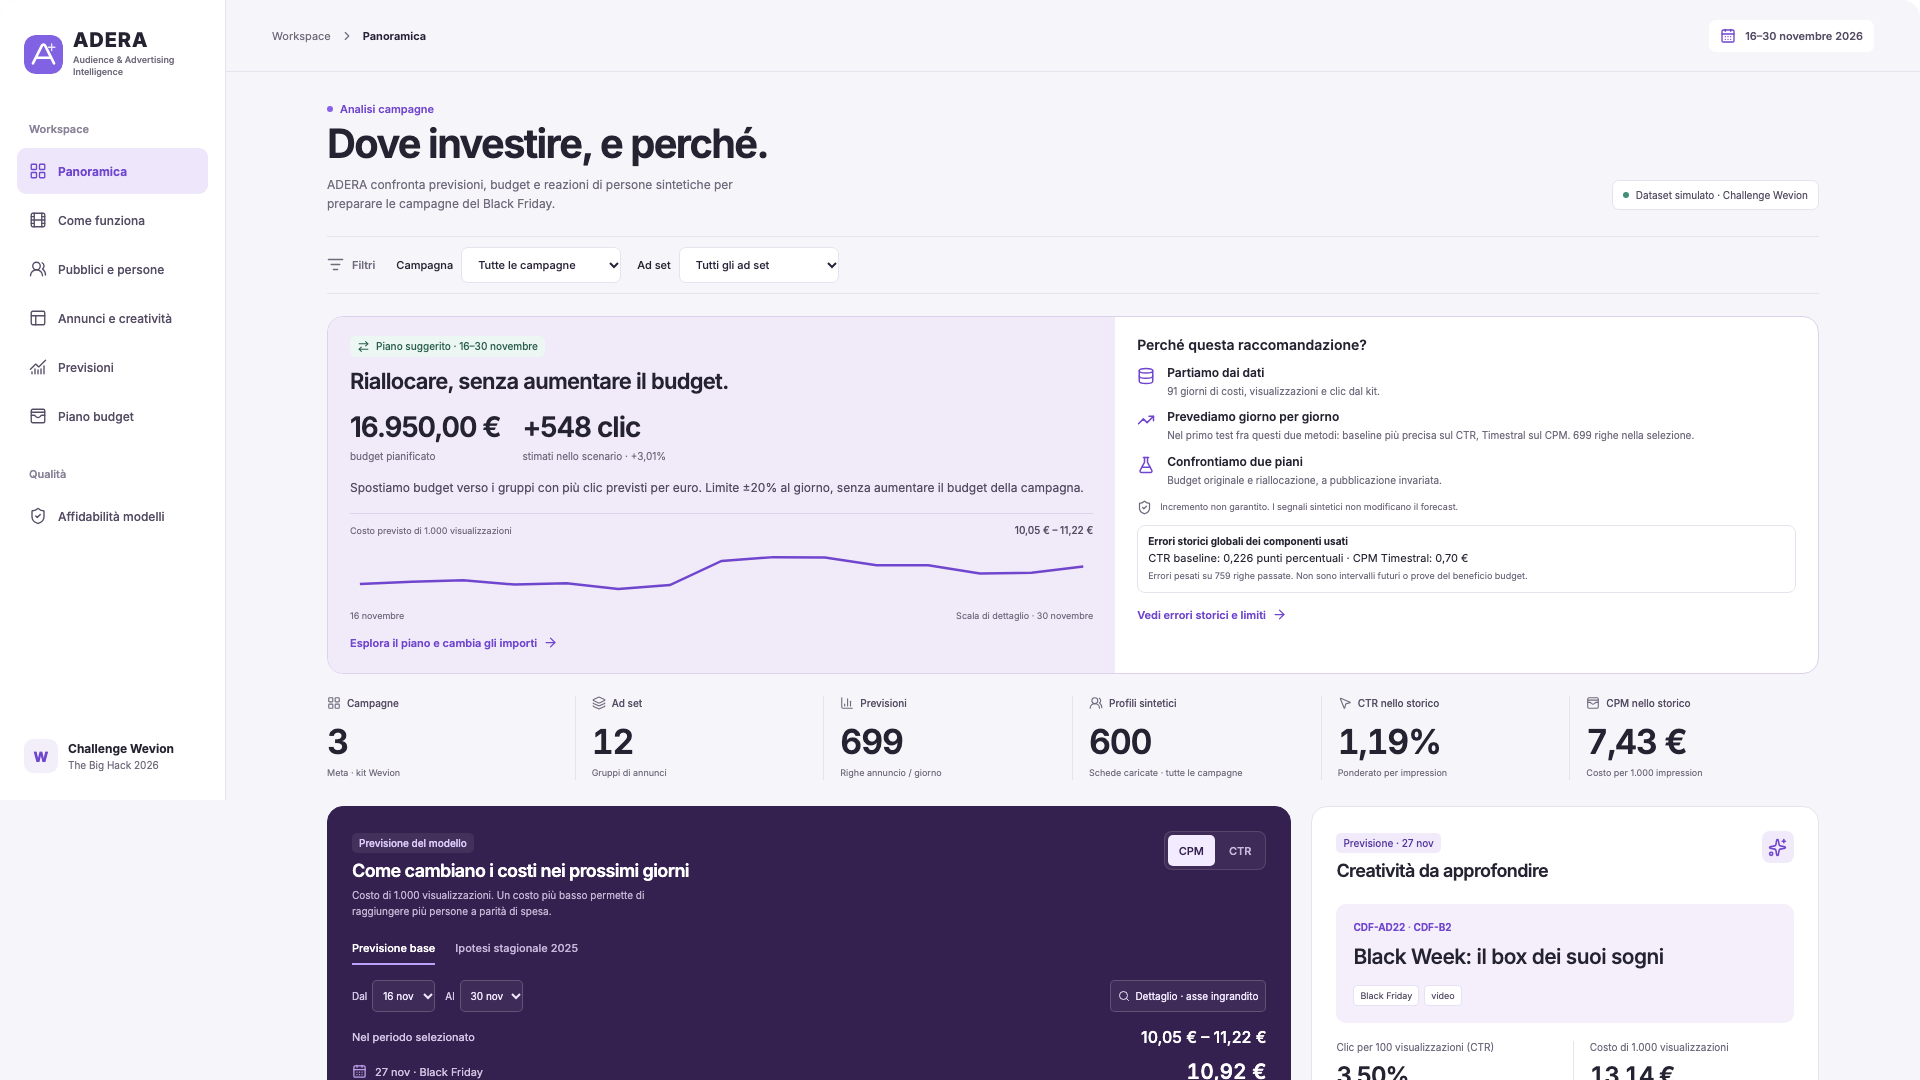 ADERA
Audience & Advertising
Intelligence
Workspace
Panoramica
Come funziona
Pubblici e persone
Annunci e creatività
Previsioni
Piano budget
Qualità
Affidabilità modelli
W
Challenge Wevion
The Big Hack 2026
Workspace > Panoramica
16–30 novembre 2026
Analisi campagne
Dove investire, e perché.
ADERA confronta previsioni, budget e reazioni di persone sintetiche per
preparare le campagne del Black Friday.
Dataset simulato · Challenge Wevion
Filtri Campagna Tutte le campagne Ad set Tutti gli ad set
Piano suggerito · 16–30 novembre
Riallocare, senza aumentare il budget.
16.950,00 € +548 clic
budget pianificato stimati nello scenario · +3,01%
Spostiamo budget verso i gruppi con più clic previsti per euro. Limite ±20% al giorno, senza aumentare il budget della campagna.
Costo previsto di 1.000 visualizzazioni 10,05 € – 11,22 €
16 novembre Scala di dettaglio · 30 novembre
Esplora il piano e cambia gli importi
Perché questa raccomandazione?
Partiamo dai dati
91 giorni di costi, visualizzazioni e clic dal kit.
Prevediamo giorno per giorno
Nel primo test fra questi due metodi: baseline più precisa sul CTR, Timestral sul CPM. 699 righe nella selezione.
Confrontiamo due piani
Budget originale e riallocazione, a pubblicazione invariata.
Incremento non garantito. I segnali sintetici non modificano il forecast.
Errori storici globali dei componenti usati
CTR baseline: 0,226 punti percentuali · CPM Timestral: 0,70 €
Errori pesati su 759 righe passate. Non sono intervalli futuri o prove del beneficio budget.
Vedi errori storici e limiti
Campagne
3
Meta · kit Wevion
Ad set
12
Gruppi di annunci
Previsioni
699
Righe annuncio / giorno
Profili sintetici
600
Schede caricate · tutte le campagne
CTR nello storico
1,19%
Ponderato per impression
CPM nello storico
7,43 €
Costo per 1.000 impression
Previsione del modello
CPM CTR
Come cambiano i costi nei prossimi giorni
Costo di 1.000 visualizzazioni. Un costo più basso permette di
raggiungere più persone a parità di spesa.
Previsione base Ipotesi stagionale 2025
Dal 16 nov Al 30 nov Dettaglio · asse ingrandito
Nel periodo selezionato 10,05 € – 11,22 €
27 nov · Black Friday 10,92 €
Previsione · 27 nov
Creatività da approfondire
CDF-AD22 · CDF-B2
Black Week: il box dei suoi sogni
Black Friday video
Clic per 100 visualizzazioni (CTR) Costo di 1.000 visualizzazioni
3,50% 13,14 €